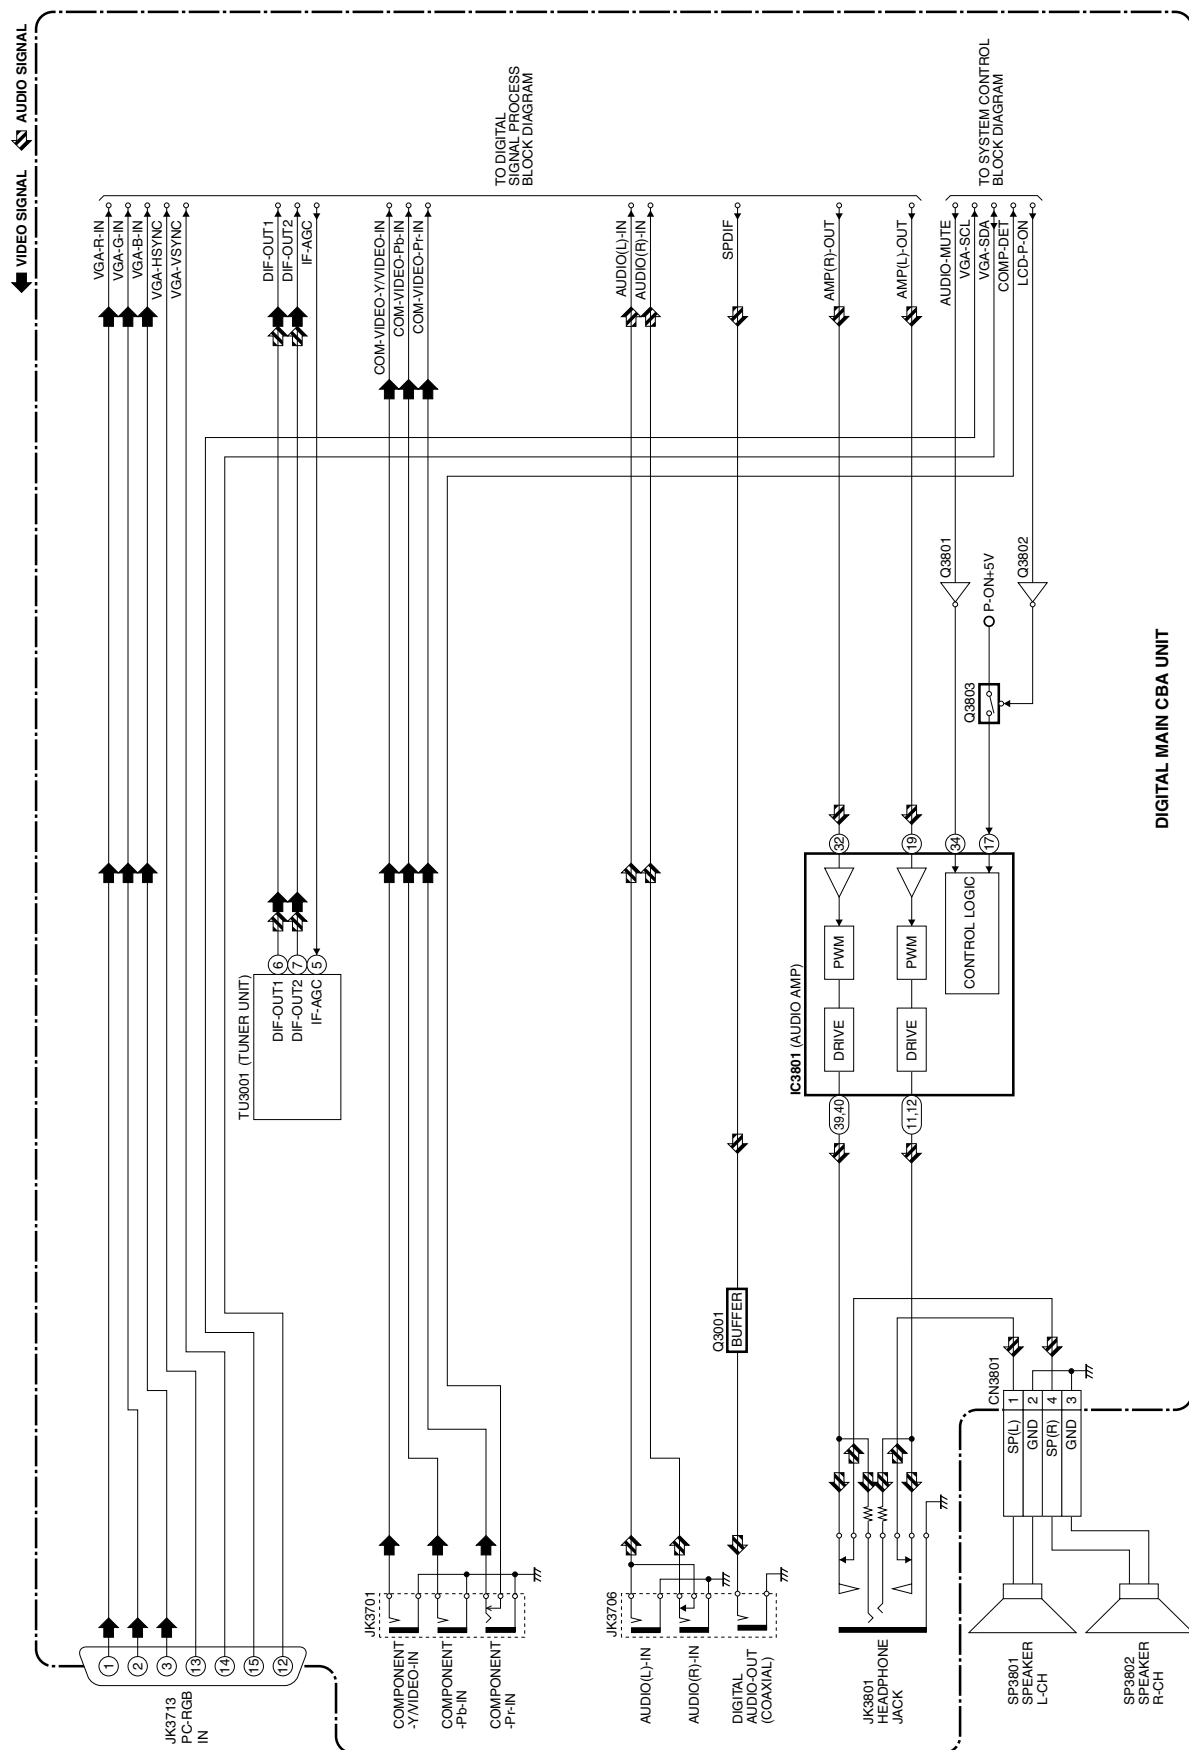 VIDEO SIGNAL
AUDIO SIGNAL
JK3713
PC-RGB
IN
1
2
3
13
14
15
12
VGA-R-IN
VGA-G-IN
VGA-B-IN
VGA-HSYNC
VGA-VSYNC
TU3001 (TUNER UNIT)
DIF-OUT1
DIF-OUT2
IF-AGC
6
7
5
DIF-OUT1
DIF-OUT2
IF-AGC
JK3701
COMPONENT
-Y/VIDEO-IN
COMPONENT
-Pb-IN
COMPONENT
-Pr-IN
COM-VIDEO-Y/VIDEO-IN
COM-VIDEO-Pb-IN
COM-VIDEO-Pr-IN
TO DIGITAL
SIGNAL PROCESS
BLOCK DIAGRAM
JK3706
AUDIO(L)-IN
AUDIO(R)-IN
DIGITAL
AUDIO-OUT
(COAXIAL)
Q3001
BUFFER
AUDIO(L)-IN
AUDIO(R)-IN
SPDIF
JK3801
HEADPHONE
JACK
IC3801 (AUDIO AMP)
39,40
DRIVE
PWM
32
11,12
DRIVE
PWM
19
CONTROL LOGIC
34
17
AMP(R)-OUT
AMP(L)-OUT
AUDIO-MUTE
VGA-SCL
VGA-SDA
COMP-DET
LCD-P-ON
TO SYSTEM CONTROL
BLOCK DIAGRAM
Q3801
Q3802
Q3803
P-ON+5V
CN3801
SP(L)
1
GND
2
SP(R)
4
GND
3
SP3801
SPEAKER
L-CH
SP3802
SPEAKER
R-CH
DIGITAL MAIN CBA UNIT